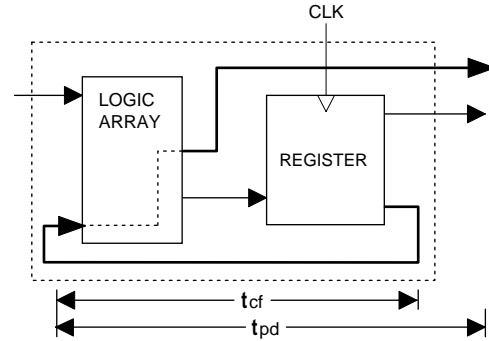 CLK
LOGIC
ARRAY
REGISTER
tcf
tpd